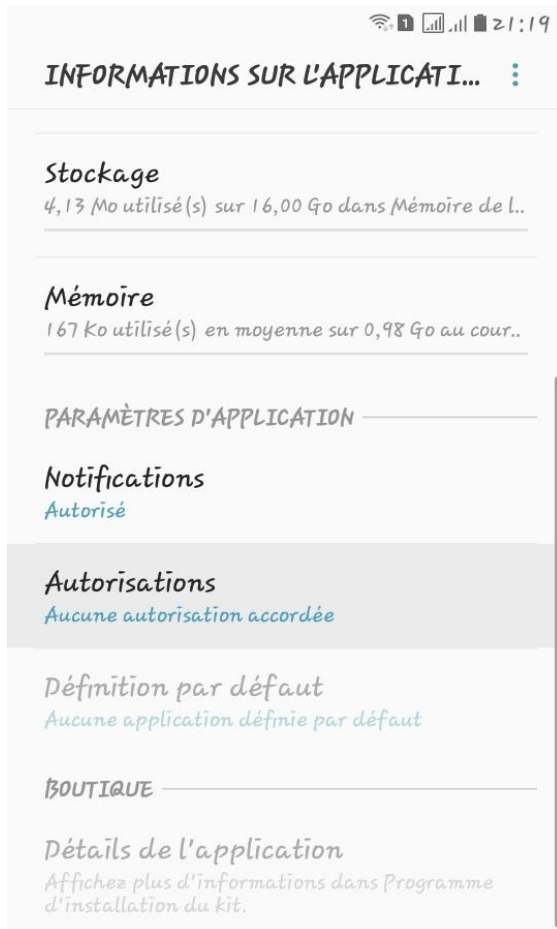 1 21:19
INFORMATIONS SUR L'APPLICATI...
Stockage
4,13 Mo utilisé(s) sur 16,00 Go dans Mémoire de l..
Mémoire
167 Ko utilisé(s) en moyenne sur 0,98 Go au cour..
PARAMÈTRES D'APPLICATION
Notifications
Autorisé
Autorisations
Aucune autorisation accordée
Définition par défaut
Aucune application définie par défaut
BOUTIQUE
Détails de l'application
Affichez plus d'informations dans Programme
d'installation du kit.